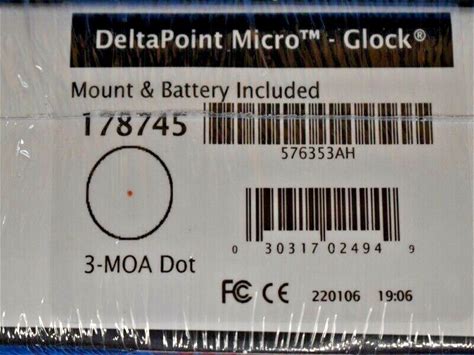 DeltaPoint Micro™ - Glock®
Mount & Battery Included
178745
576353AH
0 30317 02494 9
3-MOA Dot
FC CE 220106 19:06